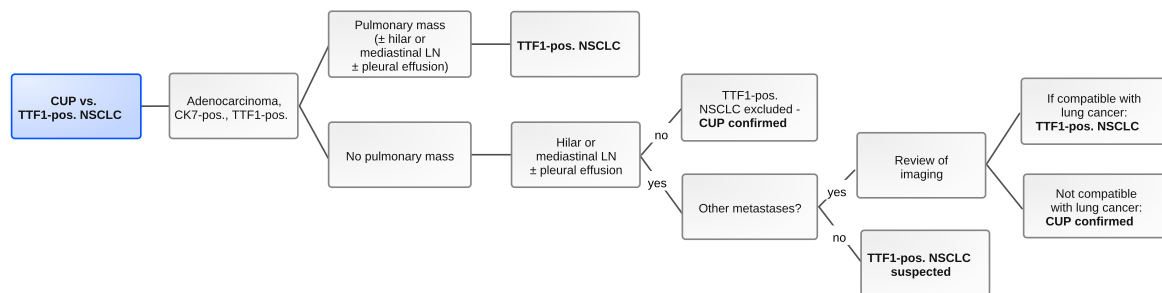 CUP vs.
TTF1-pos. NSCLC
Adenocarcinoma,
CK7-pos., TTF1-pos.
Pulmonary mass
(± hilar or
mediastinal LN
± pleural effusion)
TTF1-pos. NSCLC
No pulmonary mass
Hilar or
mediastinal LN
± pleural effusion
no
TTF1-pos.
NSCLC excluded -
CUP confirmed
yes
Other metastases?
yes
Review of
imaging
If compatible with
lung cancer:
TTF1-pos. NSCLC
Not compatible
with lung cancer:
CUP confirmed
no
TTF1-pos. NSCLC
suspected